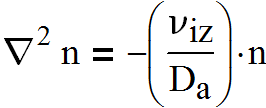 ∇² n = −(ν_iz / D_a)·n